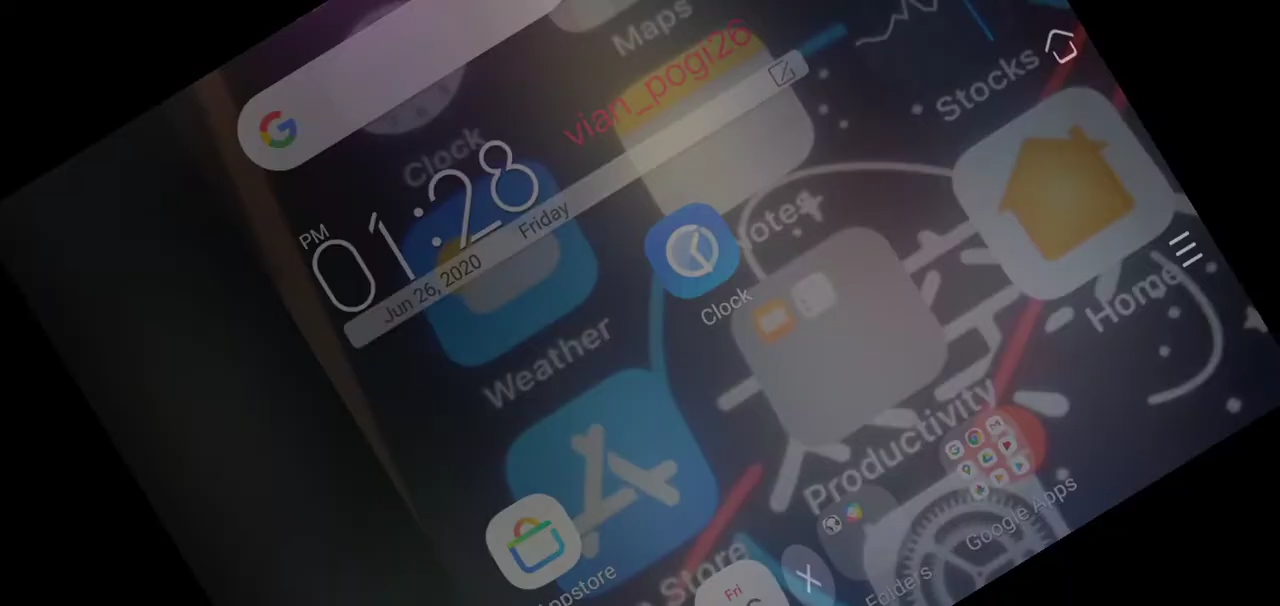 Maps
vian_pogi26
Stocks
Clock
PM
01:28
Jun 26, 2020
Friday
Notes
Clock
Home
Weather
Productivity
Google Apps
Store
Folders
Fri